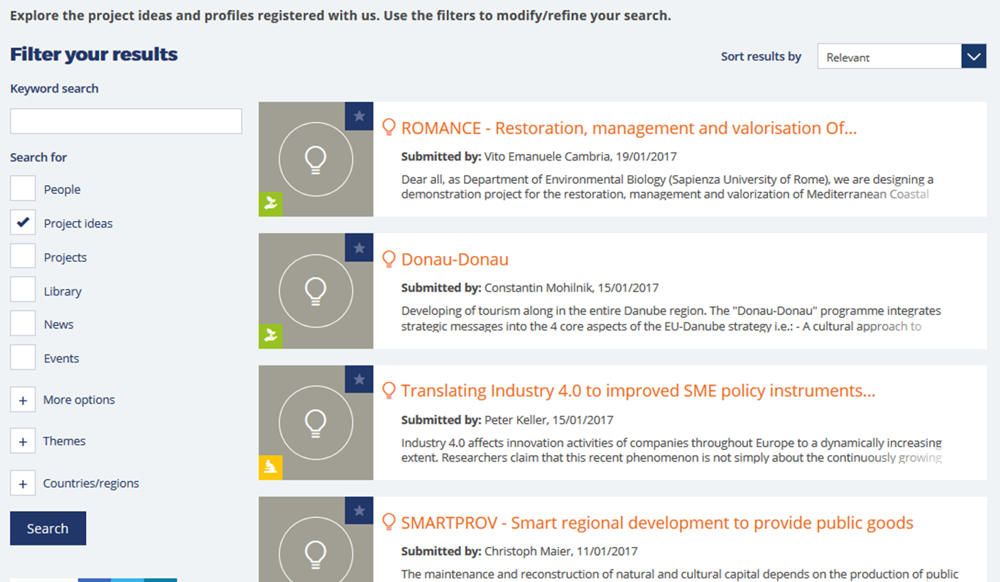 Explore the project ideas and profiles registered with us. Use the filters to modify/refine your search.
Filter your results
Sort results by
Relevant
Keyword search
Search for
People
Project ideas
Projects
Library
News
Events
+ More options
+ Themes
+ Countries/regions
Search
ROMANCE - Restoration, management and valorisation Of...
Submitted by: Vito Emanuele Cambria, 19/01/2017
Dear all, as Department of Environmental Biology (Sapienza University of Rome), we are designing a
demonstration project for the restoration, management and valorization of Mediterranean Coastal
Donau-Donau
Submitted by: Constantin Mohilnik, 15/01/2017
Developing of tourism along in the entire Danube region. The "Donau-Donau" programme integrates
strategic messages into the 4 core aspects of the EU-Danube strategy i.e.: - A cultural approach to
Translating Industry 4.0 to improved SME policy instruments...
Submitted by: Peter Keller, 15/01/2017
Industry 4.0 affects innovation activities of companies throughout Europe to a dynamically increasing
extent. Researchers claim that this recent phenomenon is not simply about the continuously growing
SMARTPROV - Smart regional development to provide public goods
Submitted by: Christoph Maier, 11/01/2017
The maintenance and reconstruction of natural and cultural capital depends on the production of public